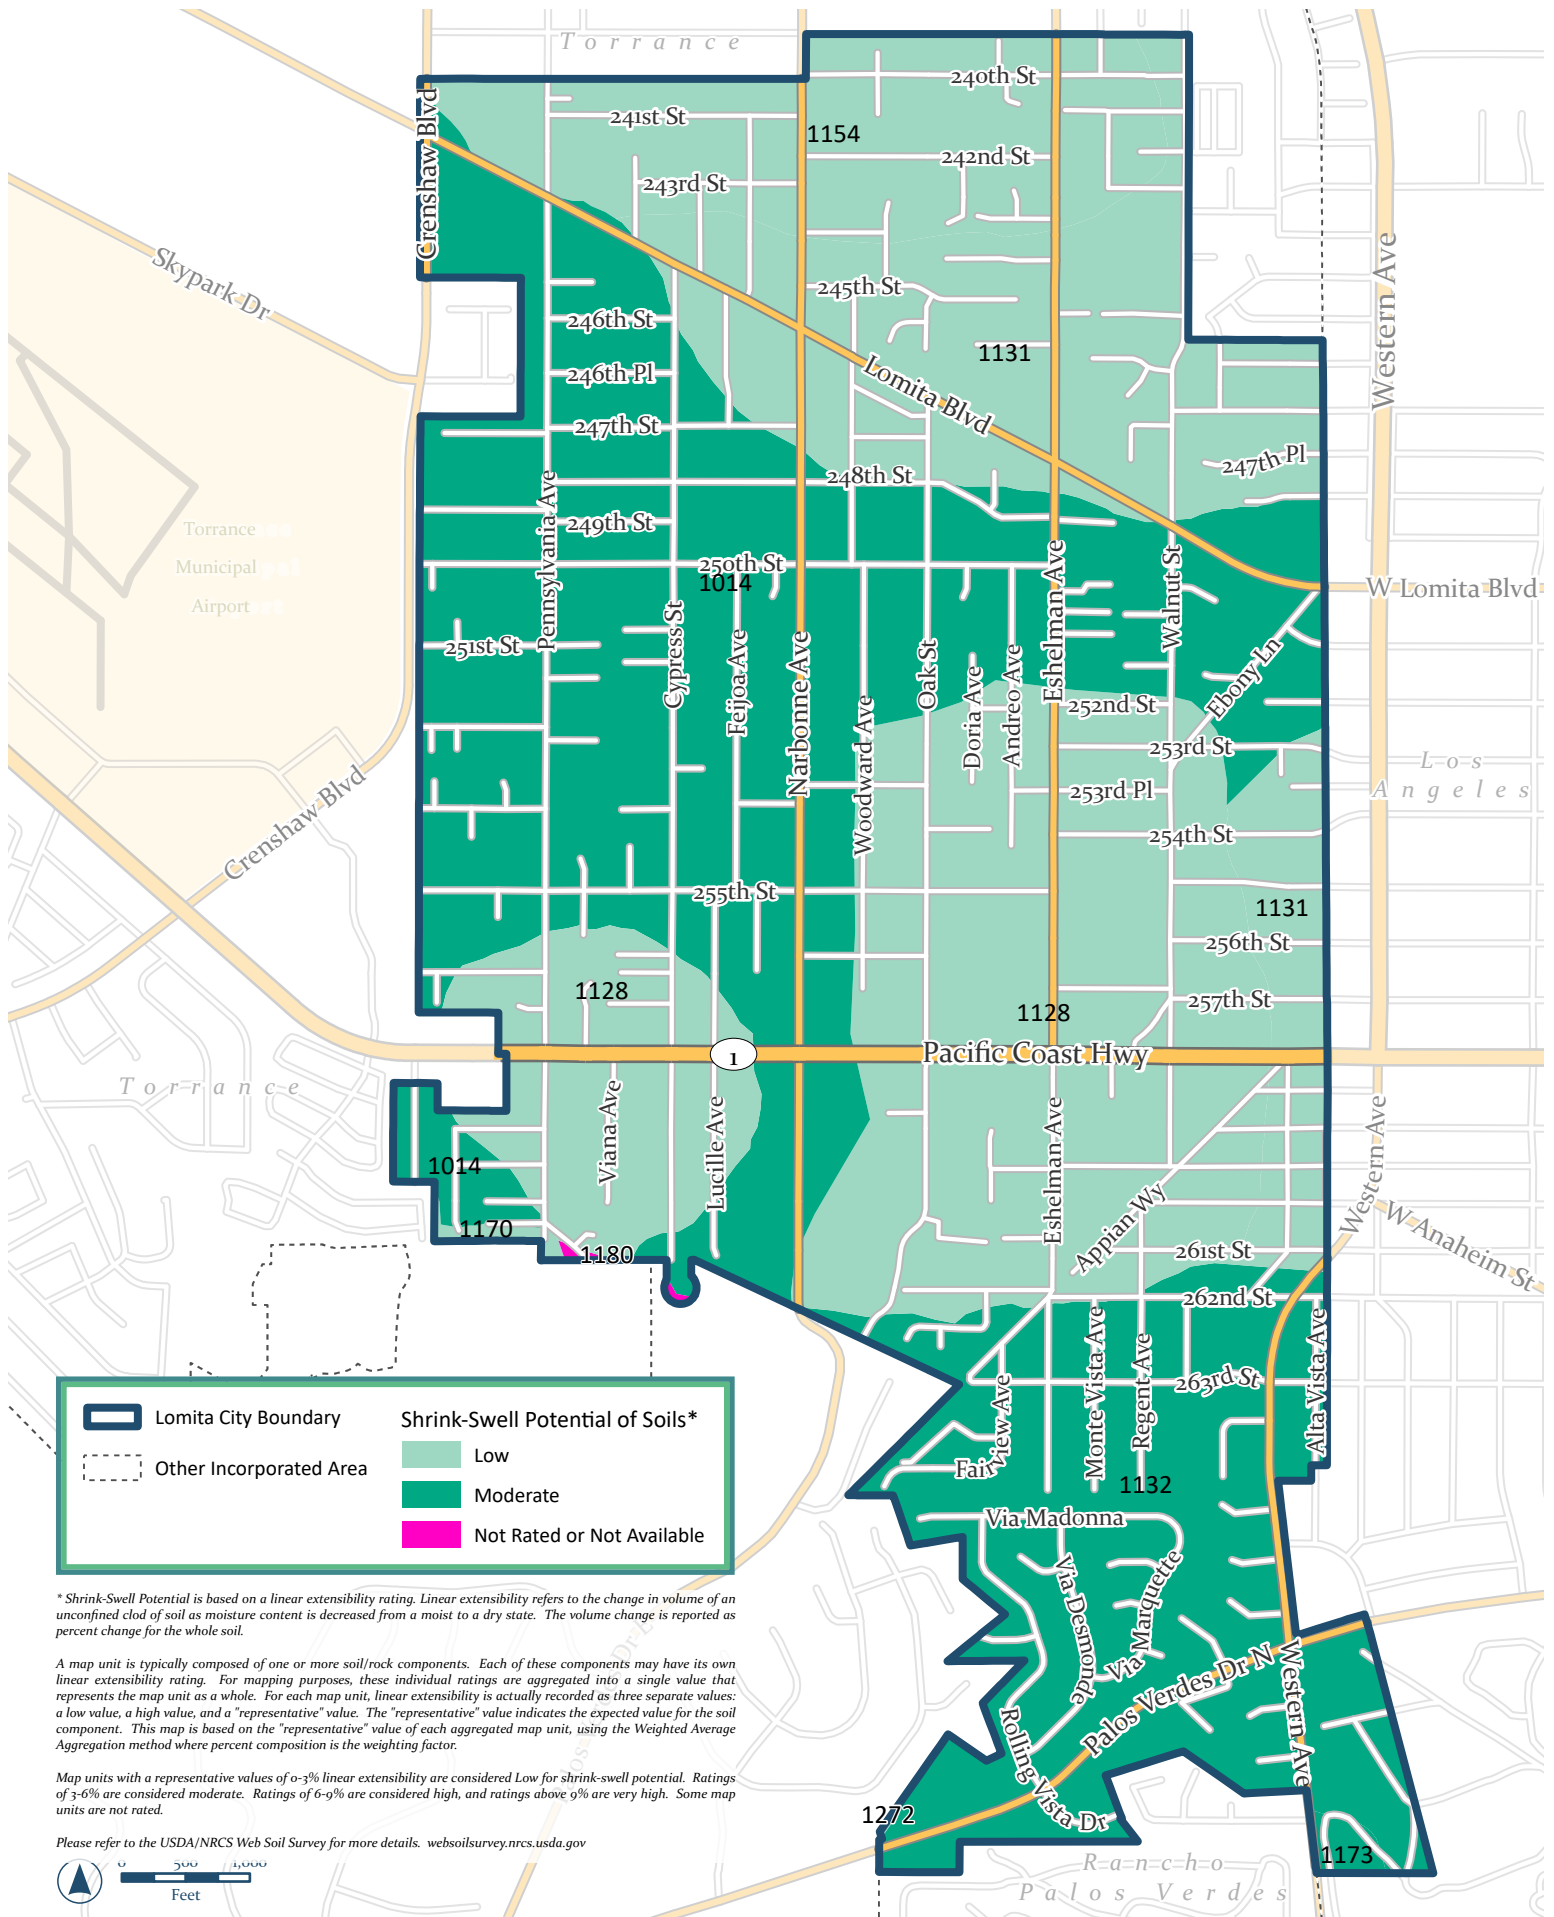 Torrance
240th St
Crenshaw Blvd
241st St
1154
242nd St
243rd St
Skypark Dr
Western Ave
245th St
246th St
1131
246th Pl
Lomita Blvd
247th St
247th Pl
248th St
Pennsylvania Ave
249th St
Torrance
Municipal
Airport
250th St
1014
Eshelman Ave
Walnut St
W Lomita Blvd
251st St
Cypress St
Feijoa Ave
Narbonne Ave
Oak St
Doria Ave
Andreo Ave
Ebony Ln
252nd St
Woodward Ave
253rd St
Los
Angeles
253rd Pl
Crenshaw Blvd
254th St
255th St
1131
256th St
1128
257th St
1128
Pacific Coast Hwy
1
Torrance
Viana Ave
Lucille Ave
Eshelman Ave
Western Ave
1014
Appian Wy
W Anaheim St
1170
1180
261st St
262nd St
Monte Vista Ave
Regent Ave
263rd St
Alta Vista Ave
Fairview Ave
1132
Via Madonna
Via Desmonde
Via Marquette
Palos Verdes Dr N
Western Ave
Rolling Vista Dr
1272
1173
Rancho
Palos Verdes
Lomita City Boundary
Other Incorporated Area
Shrink-Swell Potential of Soils*
Low
Moderate
Not Rated or Not Available
* Shrink-Swell Potential is based on a linear extensibility rating. Linear extensibility refers to the change in volume of an
unconfined clod of soil as moisture content is decreased from a moist to a dry state. The volume change is reported as
percent change for the whole soil.
A map unit is typically composed of one or more soil/rock components. Each of these components may have its own
linear extensibility rating. For mapping purposes, these individual ratings are aggregated into a single value that
represents the map unit as a whole. For each map unit, linear extensibility is actually recorded as three separate values:
a low value, a high value, and a "representative" value. The "representative" value indicates the expected value for the soil
component. This map is based on the "representative" value of each aggregated map unit, using the Weighted Average
Aggregation method where percent composition is the weighting factor.
Map units with a representative values of 0-3% linear extensibility are considered Low for shrink-swell potential. Ratings
of 3-6% are considered moderate. Ratings of 6-9% are considered high, and ratings above 9% are very high. Some map
units are not rated.
Please refer to the USDA/NRCS Web Soil Survey for more details. websoilsurvey.nrcs.usda.gov
0 500 1,000
Feet